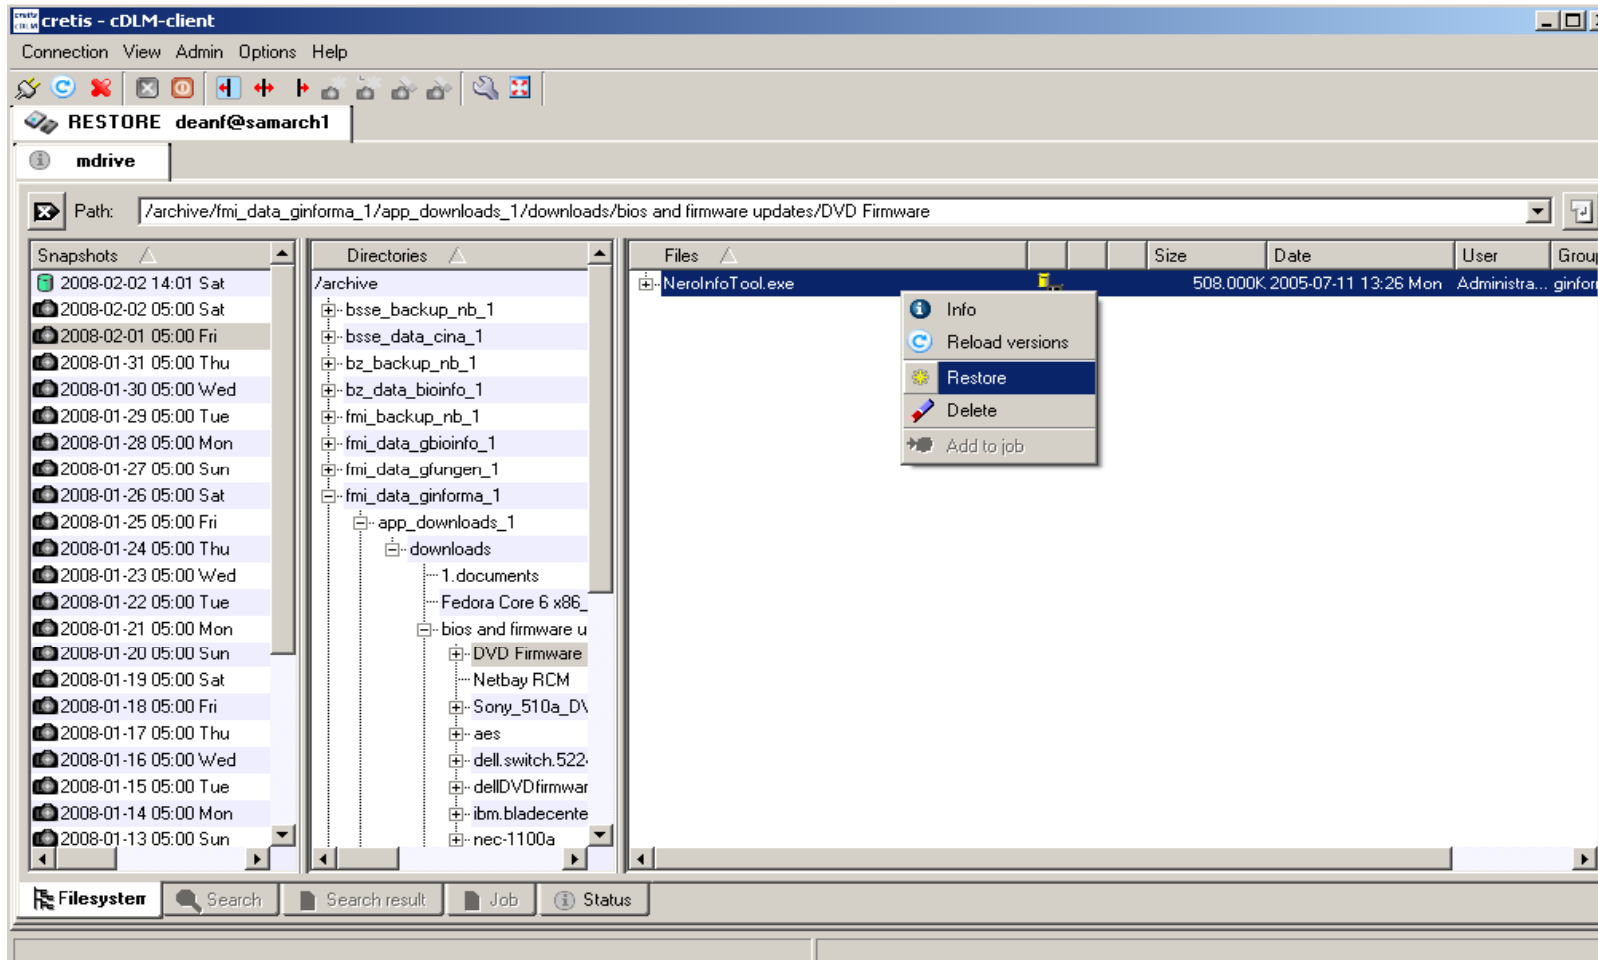 cretis - cDLM-client
Connection View Admin Options Help
RESTORE deanf@samarch1
mdrive
Path: /archive/fmi_data_ginforma_1/app_downloads_1/downloads/bios and firmware updates/DVD Firmware
Snapshots
2008-02-02 14:01 Sat
2008-02-02 05:00 Sat
2008-02-01 05:00 Fri
2008-01-31 05:00 Thu
2008-01-30 05:00 Wed
2008-01-29 05:00 Tue
2008-01-28 05:00 Mon
2008-01-27 05:00 Sun
2008-01-26 05:00 Sat
2008-01-25 05:00 Fri
2008-01-24 05:00 Thu
2008-01-23 05:00 Wed
2008-01-22 05:00 Tue
2008-01-21 05:00 Mon
2008-01-20 05:00 Sun
2008-01-19 05:00 Sat
2008-01-18 05:00 Fri
2008-01-17 05:00 Thu
2008-01-16 05:00 Wed
2008-01-15 05:00 Tue
2008-01-14 05:00 Mon
2008-01-13 05:00 Sun
Directories
/archive
bsse_backup_nb_1
bsse_data_cina_1
bz_backup_nb_1
bz_data_bioinfo_1
fmi_backup_nb_1
fmi_data_gbioinfo_1
fmi_data_gfungen_1
fmi_data_ginforma_1
app_downloads_1
downloads
1.documents
Fedora Core 6 x86_
bios and firmware u
DVD Firmware
Netbay RCM
Sony_510a_D
aes
dell.switch.522
dellDVDfirmwar
ibm.bladecente
nec-1100a
Files Size Date User Grou
NeroInfoTool.exe 508.000K 2005-07-11 13:26 Mon Administra... ginfor
Info
Reload versions
Restore
Delete
Add to job
Filesystem Search Search result Job Status